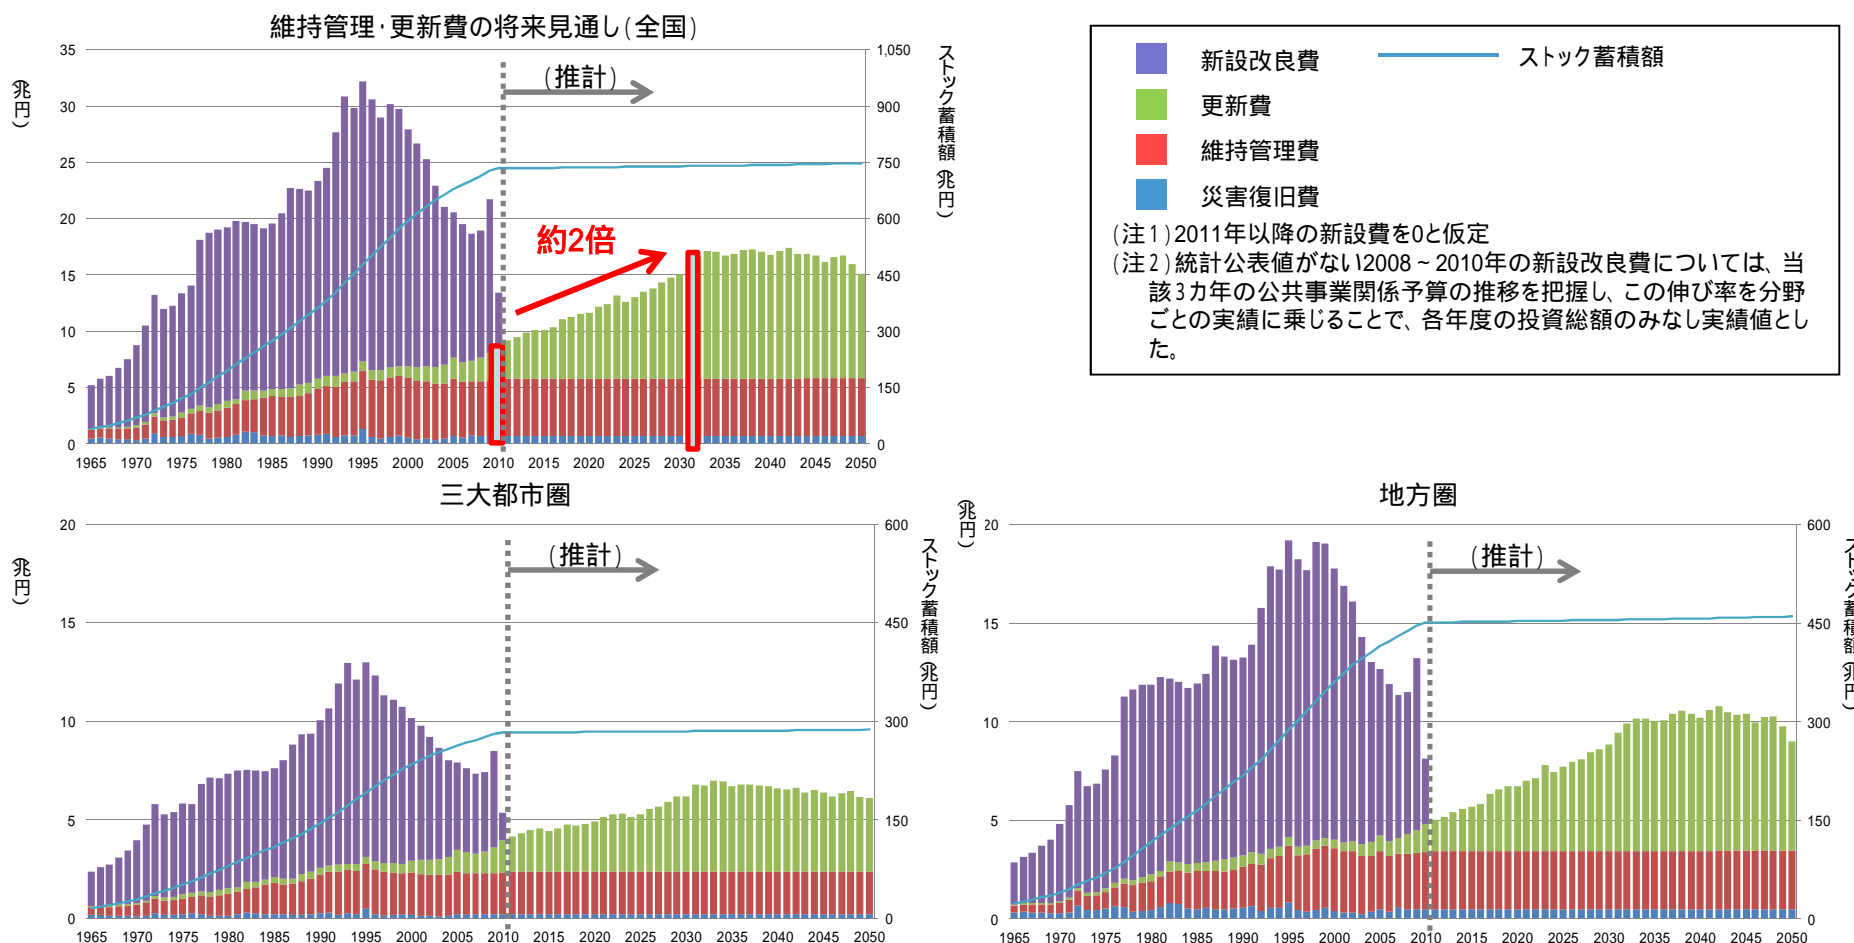 維持管理・更新費の将来見通し(全国)
(兆円)
ストック蓄積額(兆円)
35
30
25
20
15
10
5
0
1,050
900
750
600
450
300
150
0
(推計)
約2倍
1965 1970 1975 1980 1985 1990 1995 2000 2005 2010 2015 2020 2025 2030 2035 2040 2045 2050
新設改良費
ストック蓄積額
更新費
維持管理費
災害復旧費
(注1)2011年以降の新設費を0と仮定
(注2)統計公表値がない2008~2010年の新設改良費については、当
該3カ年の公共事業関係予算の推移を把握し、この伸び率を分野
ごとの実績に乗じることで、各年度の投資総額のみなし実績値とし
た。
三大都市圏
(兆円)
ストック蓄積額(兆円)
20
15
10
5
0
600
450
300
150
0
(推計)
1965 1970 1975 1980 1985 1990 1995 2000 2005 2010 2015 2020 2025 2030 2035 2040 2045 2050
地方圏
(兆円)
ストック蓄積額(兆円)
20
15
10
5
0
600
450
300
150
0
(推計)
1965 1970 1975 1980 1985 1990 1995 2000 2005 2010 2015 2020 2025 2030 2035 2040 2045 2050